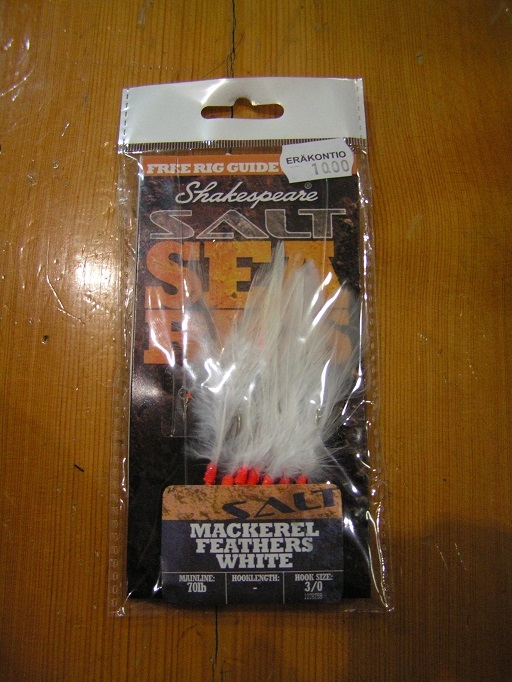 FREE RIG GUIDE
ERÄKONTIO
10.00
Shakespeare®
SALT
SEA
SALT
MACKEREL
FEATHERS
WHITE
MAINLINE: HOOKLENGTH: HOOK SIZE:
70lb - 3/0